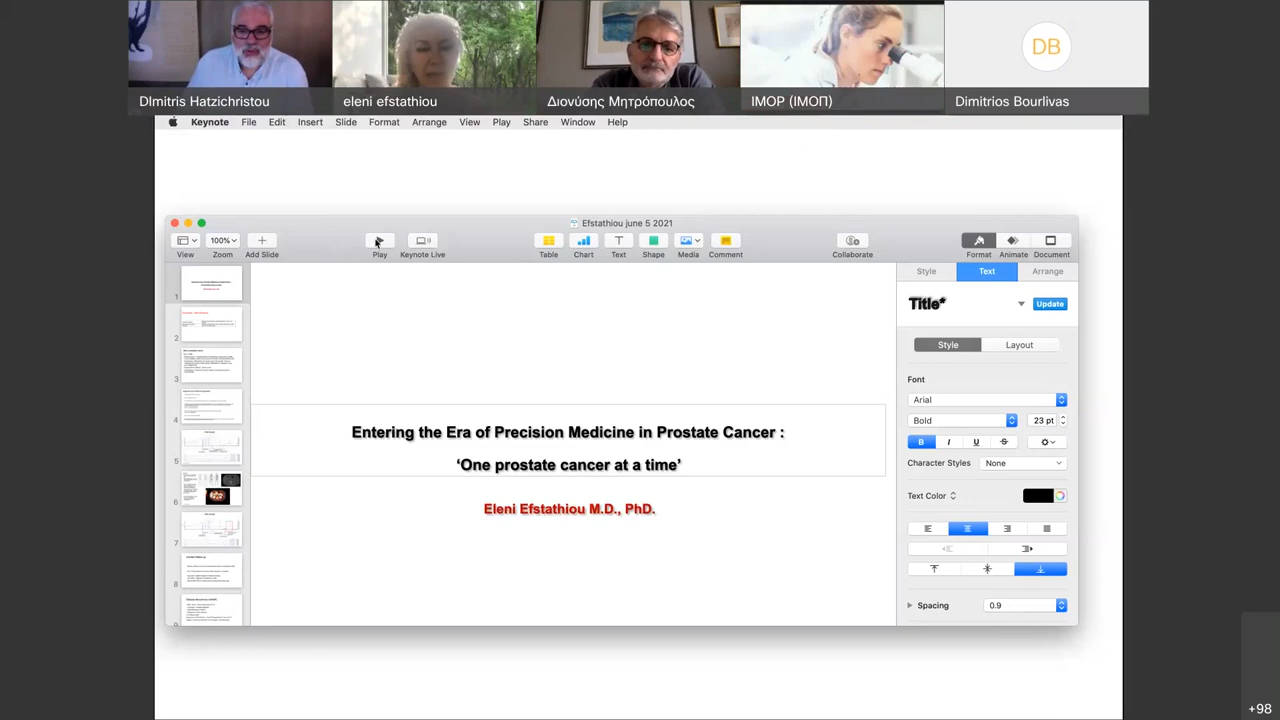 DImitris Hatzichristou
eleni efstathiou
Διονύσης Μητρόπουλος
IMOP (ΙΜΟΠ)
DB
Dimitrios Bourlivas
Keynote File Edit Insert Slide Format Arrange View Play Share Window Help
Efstathiou june 5 2021
100%
View Zoom Add Slide Play Keynote Live Table Chart Text Shape Media Comment Collaborate Format Animate Document
Style Text Arrange
Title* Update
Style Layout
Font
Arial
Bold 23 pt
B I U S
Character Styles None
Text Color
Spacing 0.9
1
2
3
4
5
6
7
8
9
Entering the Era of Precision Medicine in Prostate Cancer :
‘One prostate cancer at a time’
Eleni Efstathiou M.D., PhD.
+98